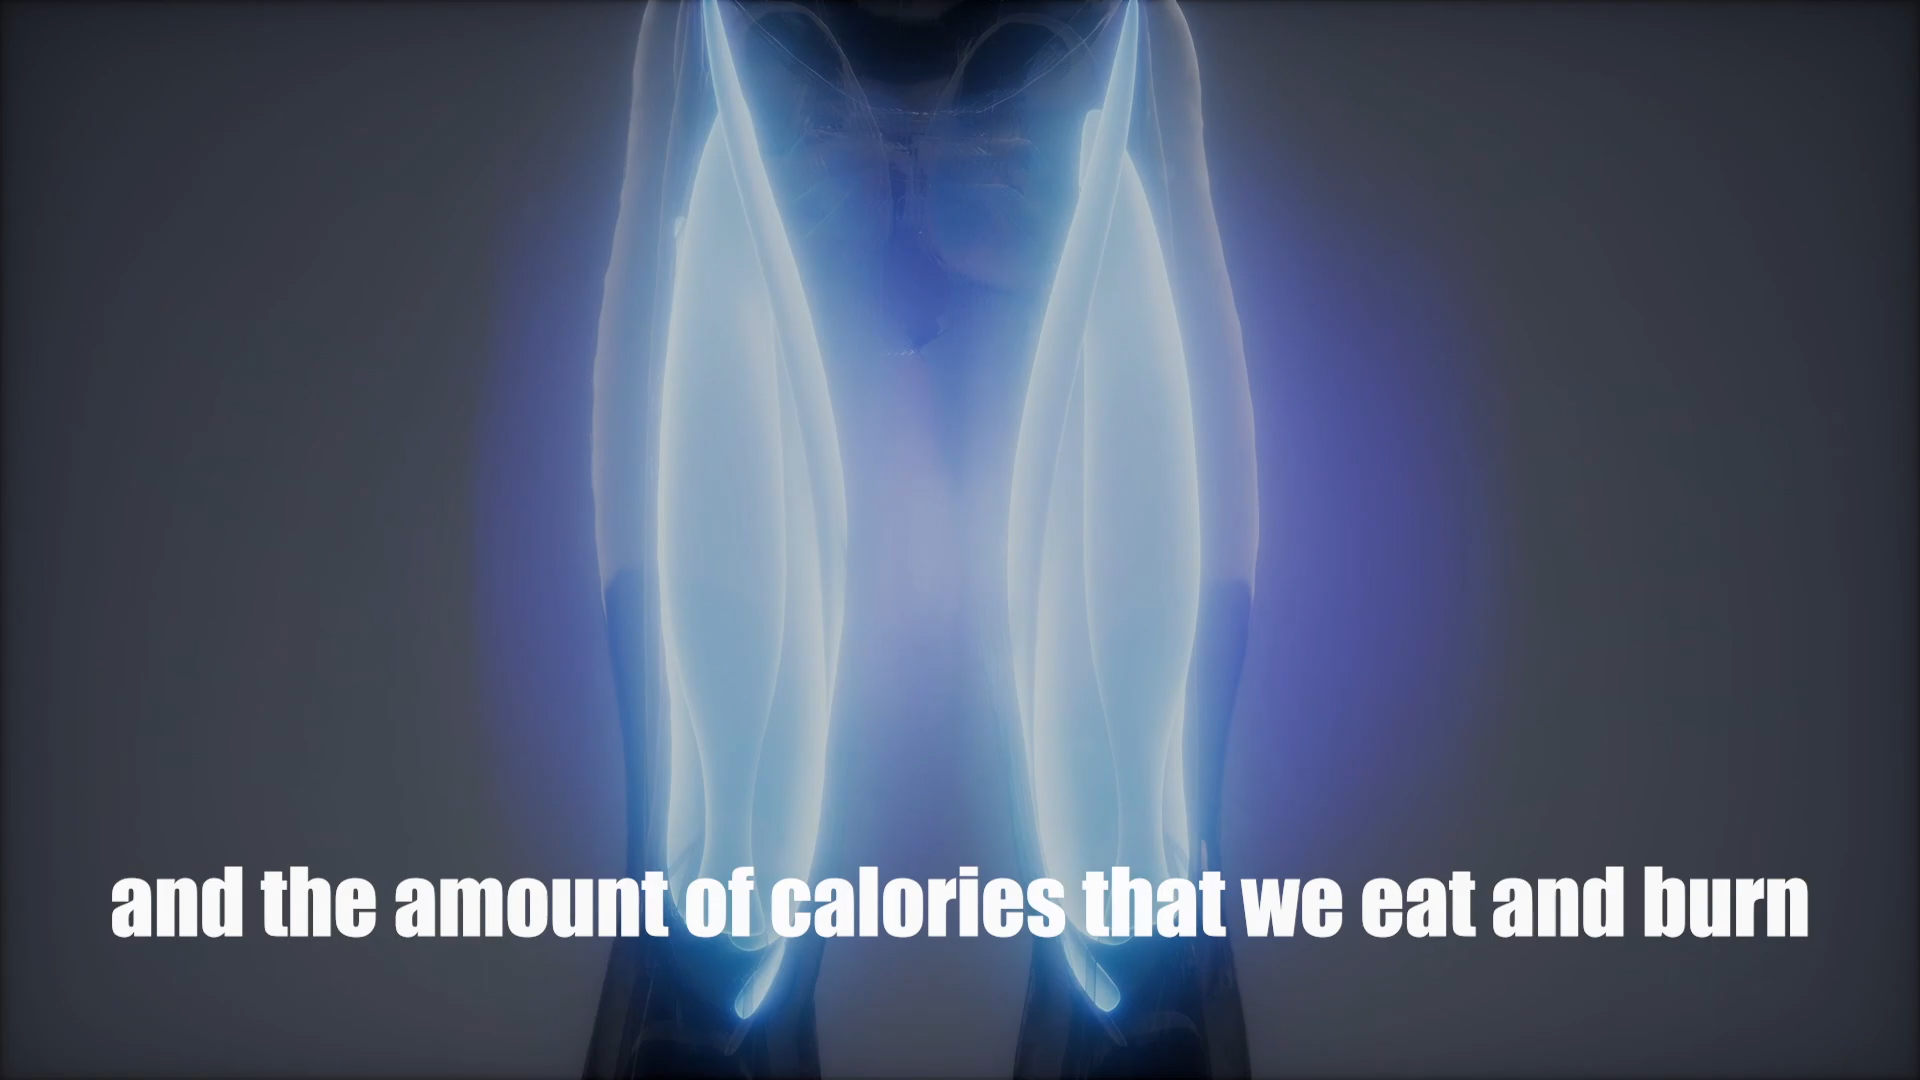 and the amount of calories that we eat and burn